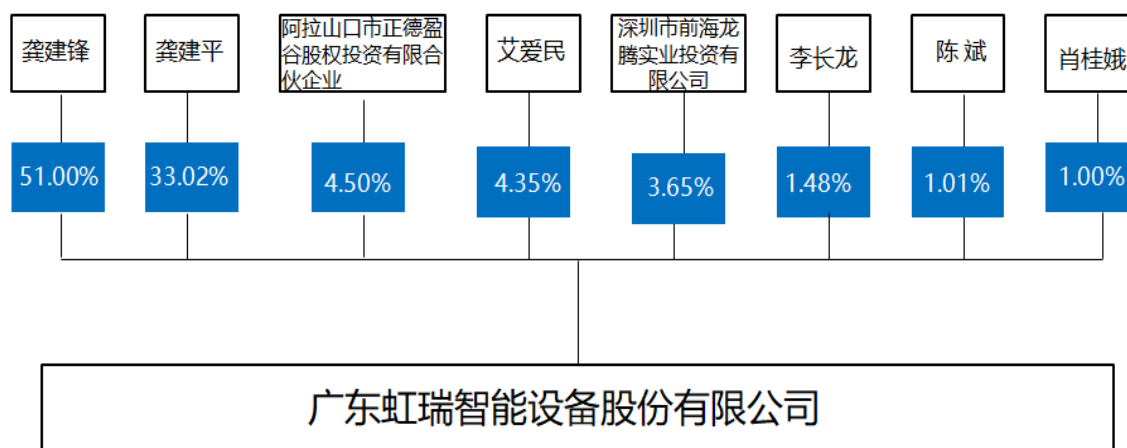 龚建锋
龚建平
阿拉山口市正德盈
谷股权投资有限合
伙企业
艾爱民
深圳市前海龙
腾实业投资有
限公司
李长龙
陈 斌
肖桂娥
51.00%
33.02%
4.50%
4.35%
3.65%
1.48%
1.01%
1.00%
广东虹瑞智能设备股份有限公司